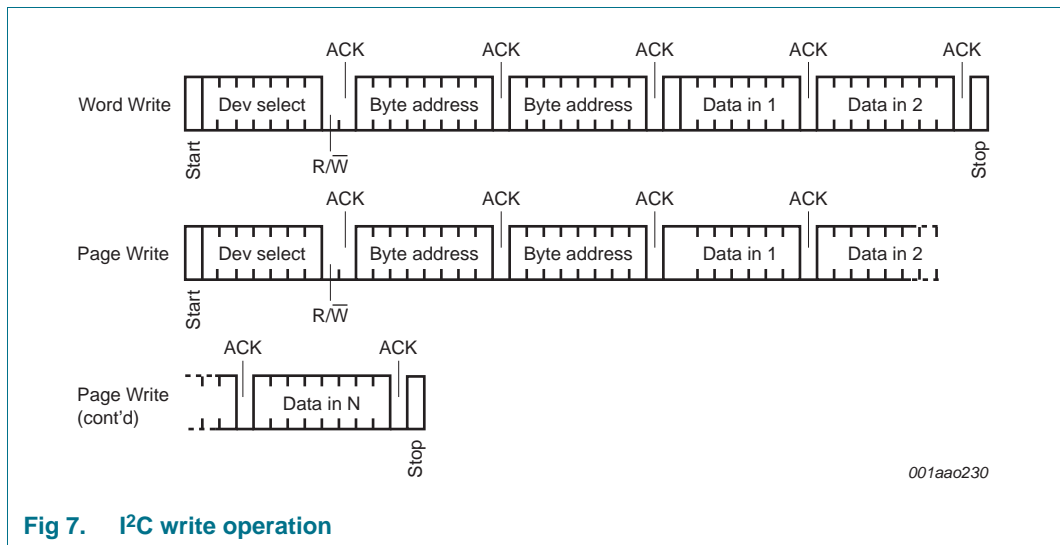 ACK ACK ACK ACK ACK
Word Write Dev select Byte address Byte address Data in 1 Data in 2
Start R/W̅ Stop
ACK ACK ACK ACK
Page Write Dev select Byte address Byte address Data in 1 Data in 2
Start R/W̅
ACK ACK
Page Write
(cont'd) Data in N
Stop
001aao230
Fig 7. I²C write operation